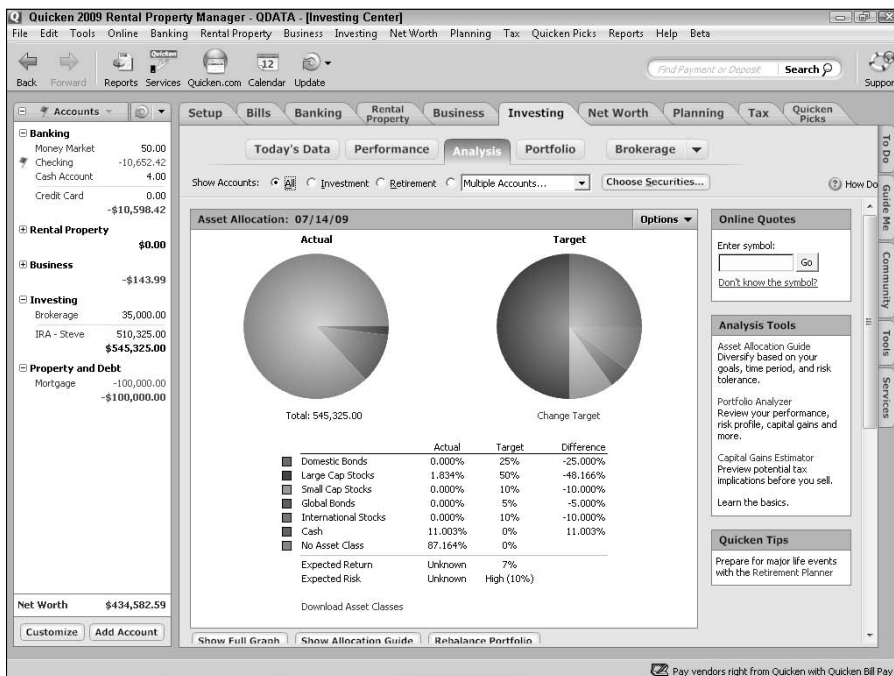 Quicken 2009 Rental Property Manager - QDATA - [Investing Center]
File Edit Tools Online Banking Rental Property Business Investing Net Worth Planning Tax Quicken Picks Reports Help Beta
Back Forward Reports Services Quicken.com Calendar Update
Quicken
12
Find Payment or Deposit Search
Suppor
Accounts
Setup Bills Banking Rental Property Business Investing Net Worth Planning Tax Quicken Picks
Today's Data Performance Analysis Portfolio Brokerage
Show Accounts: All Investment Retirement Multiple Accounts... Choose Securities...
How Do
Banking
Money Market 50.00
Checking -10,652.42
Cash Account 4.00
Credit Card 0.00
-$10,598.42
Rental Property
$0.00
Business
-$143.99
Investing
Brokerage 35,000.00
IRA - Steve 510,325.00
$545,325.00
Property and Debt
Mortgage -100,000.00
-$100,000.00
Net Worth $434,582.59
Customize Add Account
Asset Allocation: 07/14/09 Options
Actual Target
Total: 545,325.00 Change Target
Actual Target Difference
Domestic Bonds 0.000% 25% -25.000%
Large Cap Stocks 1.834% 50% -48.166%
Small Cap Stocks 0.000% 10% -10.000%
Global Bonds 0.000% 5% -5.000%
International Stocks 0.000% 10% -10.000%
Cash 11.003% 0% 11.003%
No Asset Class 87.164% 0%
Expected Return Unknown 7%
Expected Risk Unknown High (10%)
Download Asset Classes
Show Full Graph Show Allocation Guide Rebalance Portfolio
Online Quotes
Enter symbol:
Go
Don't know the symbol?
Analysis Tools
Asset Allocation Guide
Diversify based on your
goals, time period, and risk
tolerance.
Portfolio Analyzer
Review your performance,
risk profile, capital gains and
more.
Capital Gains Estimator
Preview potential tax
implications before you sell.
Learn the basics.
Quicken Tips
Prepare for major life events
with the Retirement Planner
To Do
Guide Me
Community
Tools
Services
Pay vendors right from Quicken with Quicken Bill Pay